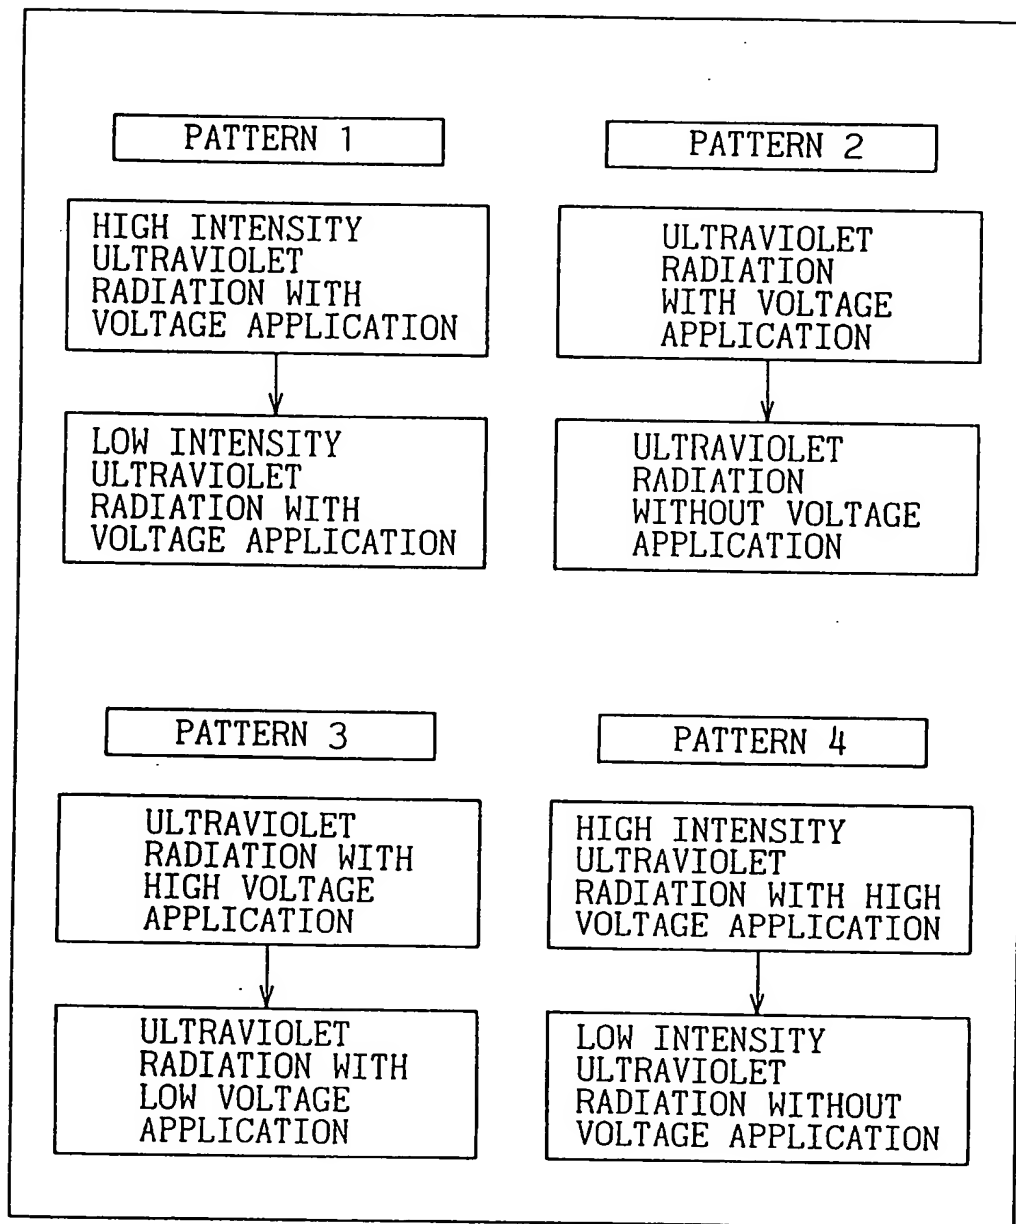 PATTERN 1
HIGH INTENSITY
ULTRAVIOLET
RADIATION WITH
VOLTAGE APPLICATION
LOW INTENSITY
ULTRAVIOLET
RADIATION WITH
VOLTAGE APPLICATION
PATTERN 2
ULTRAVIOLET
RADIATION
WITH VOLTAGE
APPLICATION
ULTRAVIOLET
RADIATION
WITHOUT VOLTAGE
APPLICATION
PATTERN 3
ULTRAVIOLET
RADIATION WITH
HIGH VOLTAGE
APPLICATION
ULTRAVIOLET
RADIATION WITH
LOW VOLTAGE
APPLICATION
PATTERN 4
HIGH INTENSITY
ULTRAVIOLET
RADIATION WITH HIGH
VOLTAGE APPLICATION
LOW INTENSITY
ULTRAVIOLET
RADIATION WITHOUT
VOLTAGE APPLICATION